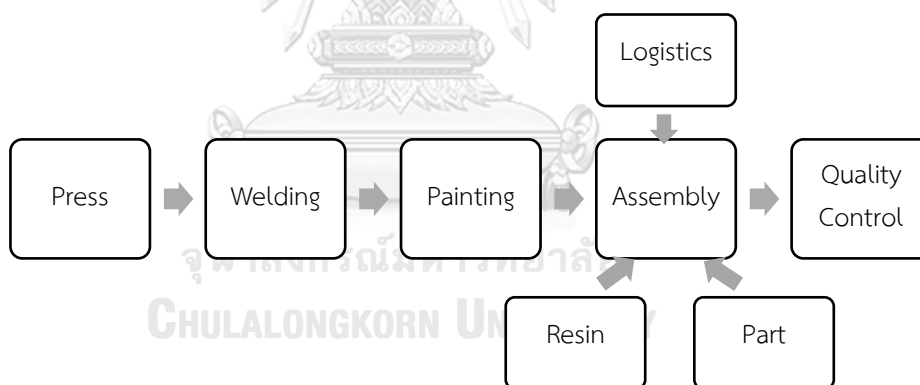 Logistics
Press
Welding
Painting
Assembly
Quality
Control
จุฬาลงกรณ์มหาวิทยาลัย
CHULALONGKORN UNIVERSITY
Resin
Part